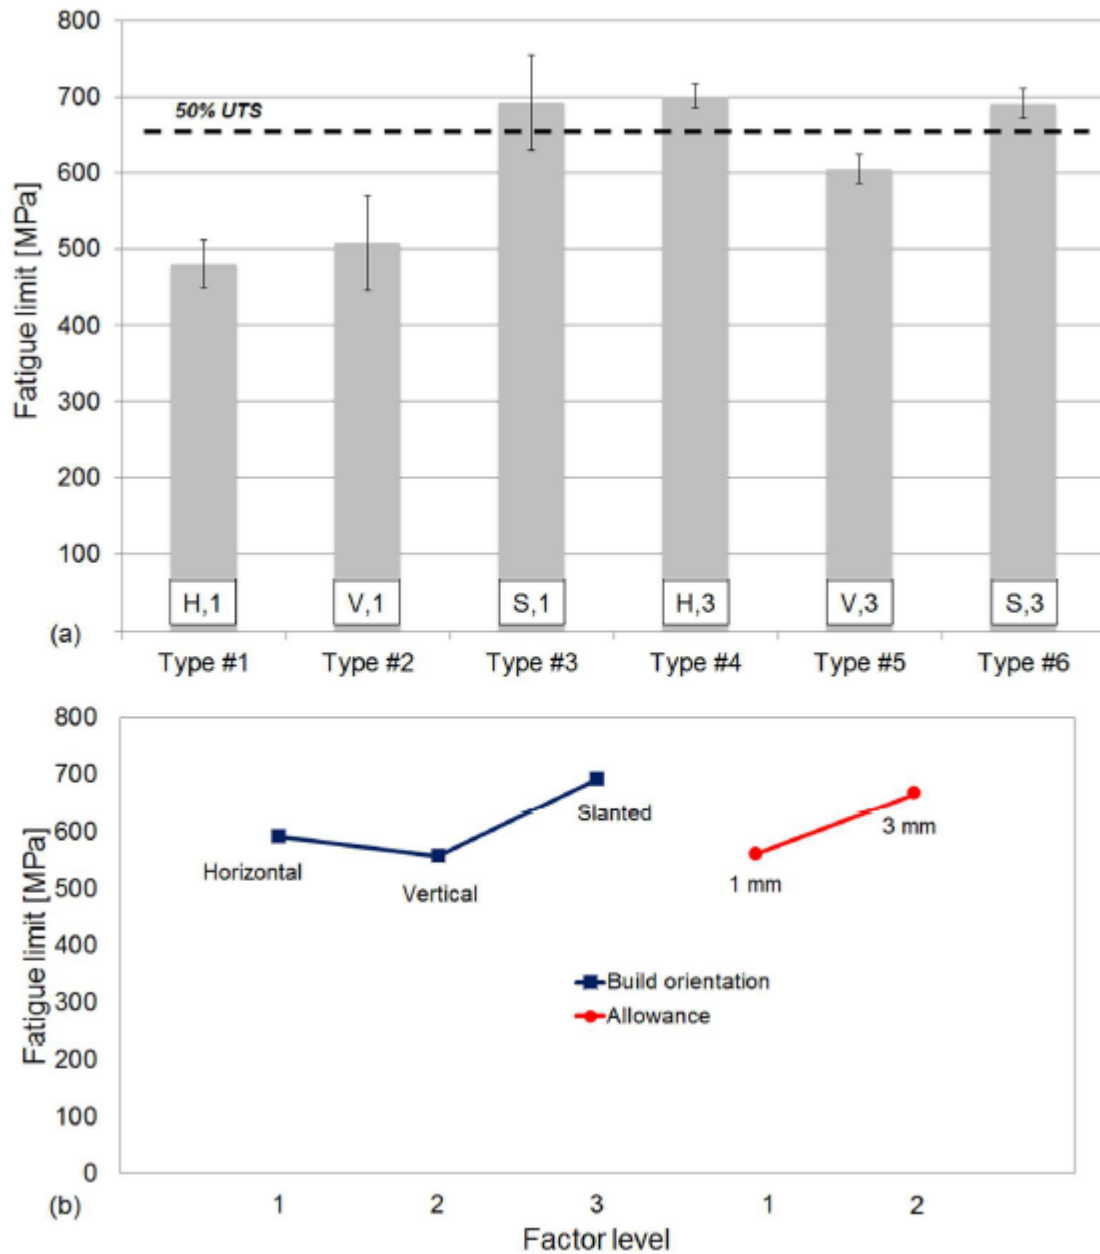 800
700
600
500
400
300
200
100
Fatigue limit [MPa]
50% UTS
H,1 V,1 S,1 H,3 V,3 S,3
(a)
Type #1 Type #2 Type #3 Type #4 Type #5 Type #6
800
700
600
500
400
300
200
100
0
Fatigue limit [MPa]
Horizontal
Vertical
Slanted
1 mm
3 mm
Build orientation
Allowance
(b)
1 2 3 1 2
Factor level